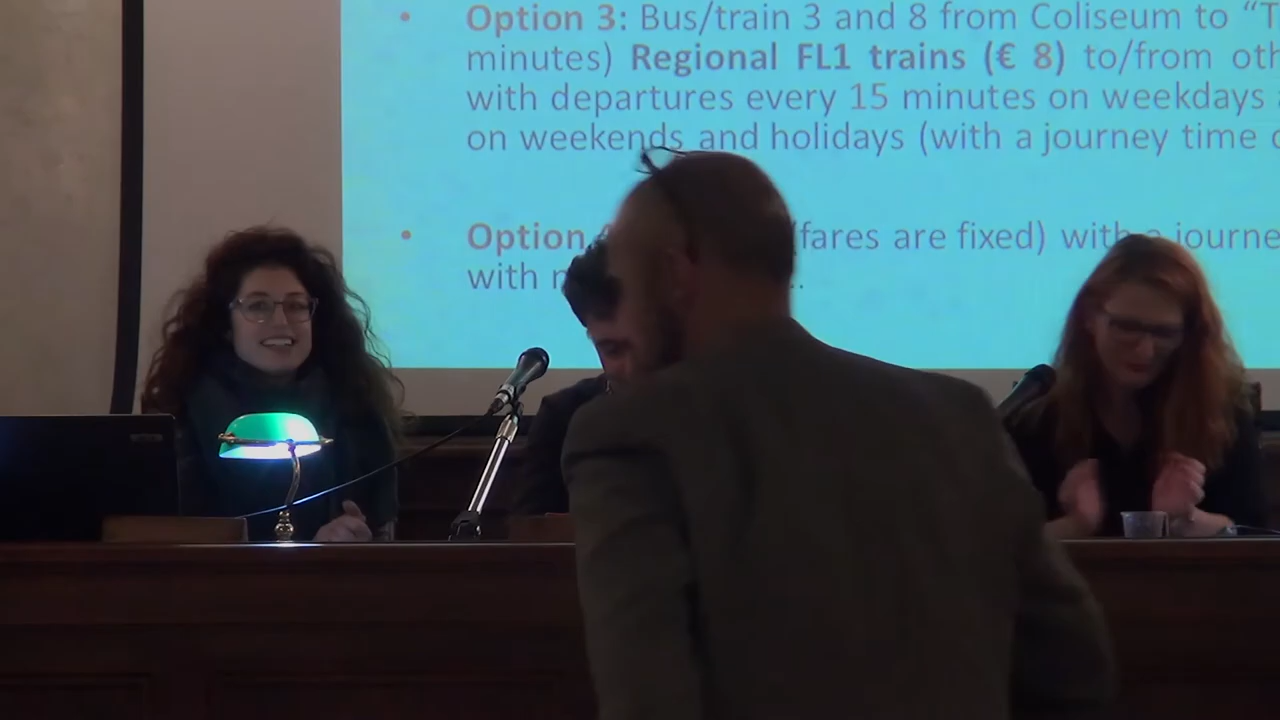 • Option 3: Bus/train 3 and 8 from Coliseum to “T
minutes) Regional FL1 trains (€ 8) to/from oth
with departures every 15 minutes on weekdays
on weekends and holidays (with a journey time
• Option (fares are fixed) with a journe
with